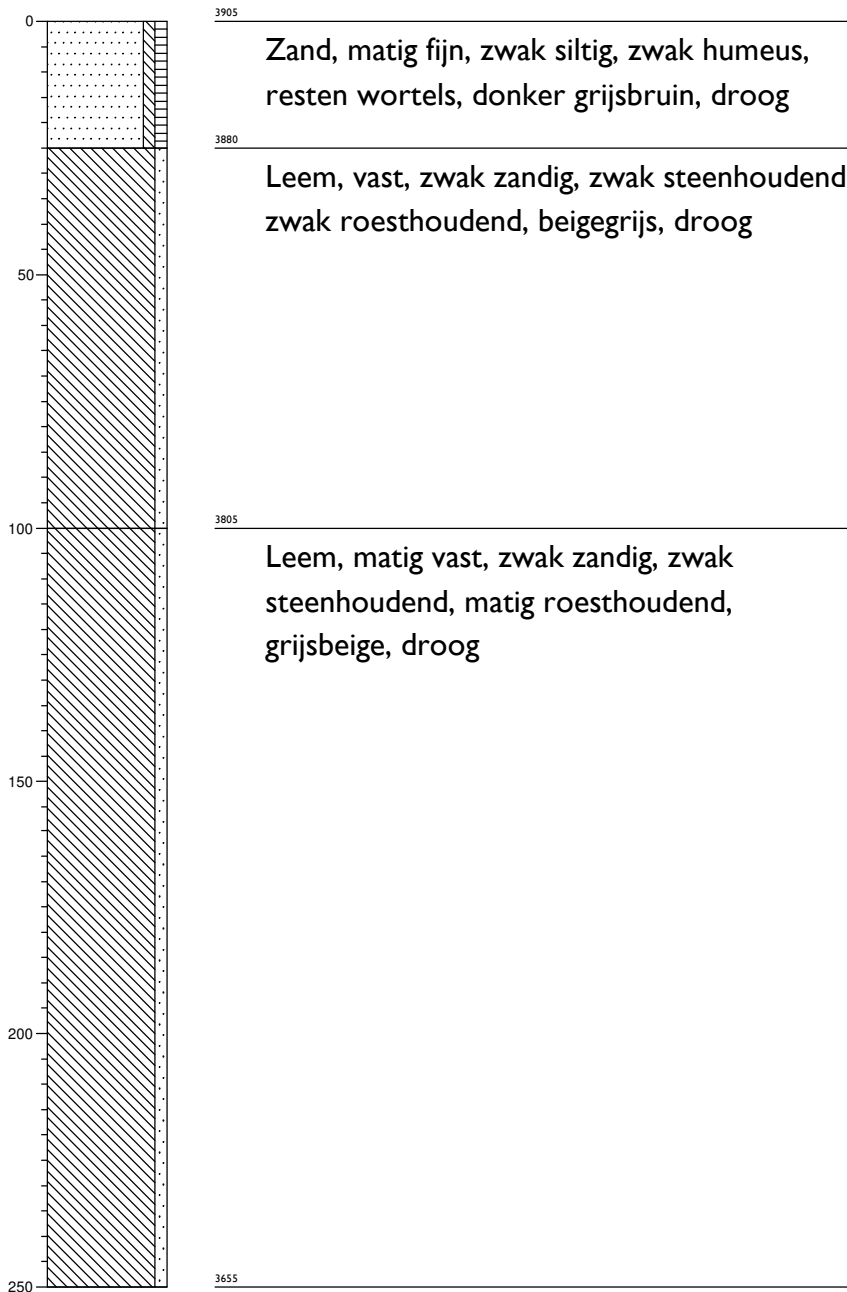 0
3905
Zand, matig fijn, zwak siltig, zwak humeus,
resten wortels, donker grijsbruin, droog
3880
Leem, vast, zwak zandig, zwak steenhoudend
zwak roesthoudend, beigegrijs, droog
50
100
3805
Leem, matig vast, zwak zandig, zwak
steenhoudend, matig roesthoudend,
grijsbeige, droog
150
200
250
3655